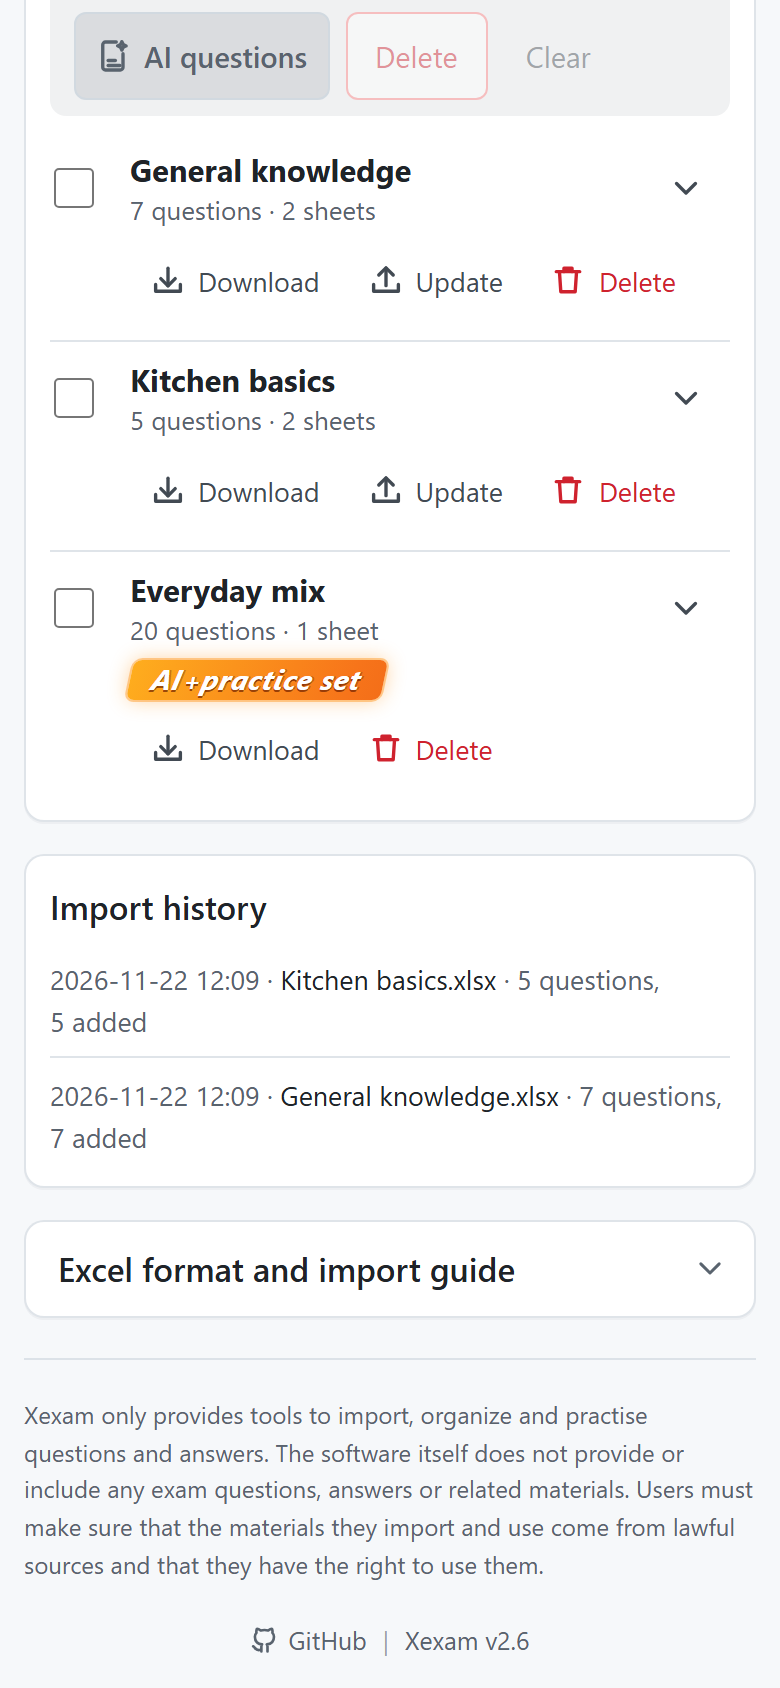 AI questions Delete Clear
General knowledge
7 questions · 2 sheets
Download Update Delete
Kitchen basics
5 questions · 2 sheets
Download Update Delete
Everyday mix
20 questions · 1 sheet
AI+practice set
Download Delete
Import history
2026-11-22 12:09 · Kitchen basics.xlsx · 5 questions,
5 added
2026-11-22 12:09 · General knowledge.xlsx · 7 questions,
7 added
Excel format and import guide
Xexam only provides tools to import, organize and practise
questions and answers. The software itself does not provide or
include any exam questions, answers or related materials. Users must
make sure that the materials they import and use come from lawful
sources and that they have the right to use them.
GitHub | Xexam v2.6